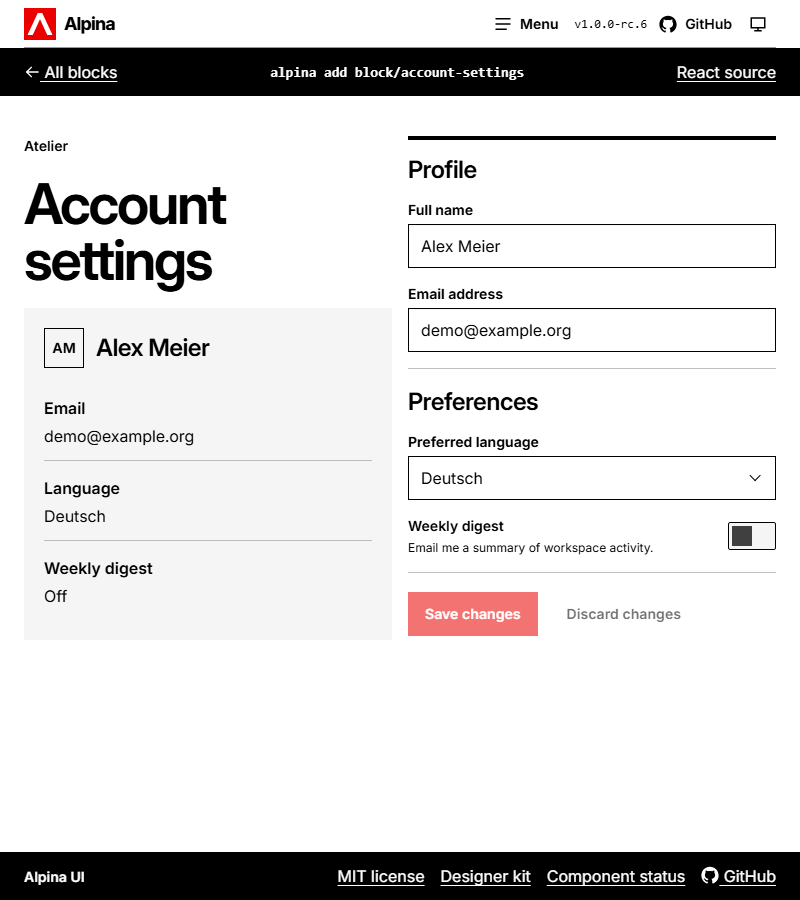 Alpina
Menu
v1.0.0-rc.6
GitHub
All blocks
alpina add block/account-settings
React source
Atelier
Account
settings
AM
Alex Meier
Email
demo@example.org
Language
Deutsch
Weekly digest
Off
Profile
Full name
Alex Meier
Email address
demo@example.org
Preferences
Preferred language
Deutsch
Weekly digest
Email me a summary of workspace activity.
Save changes
Discard changes
Alpina UI
MIT license
Designer kit
Component status
GitHub